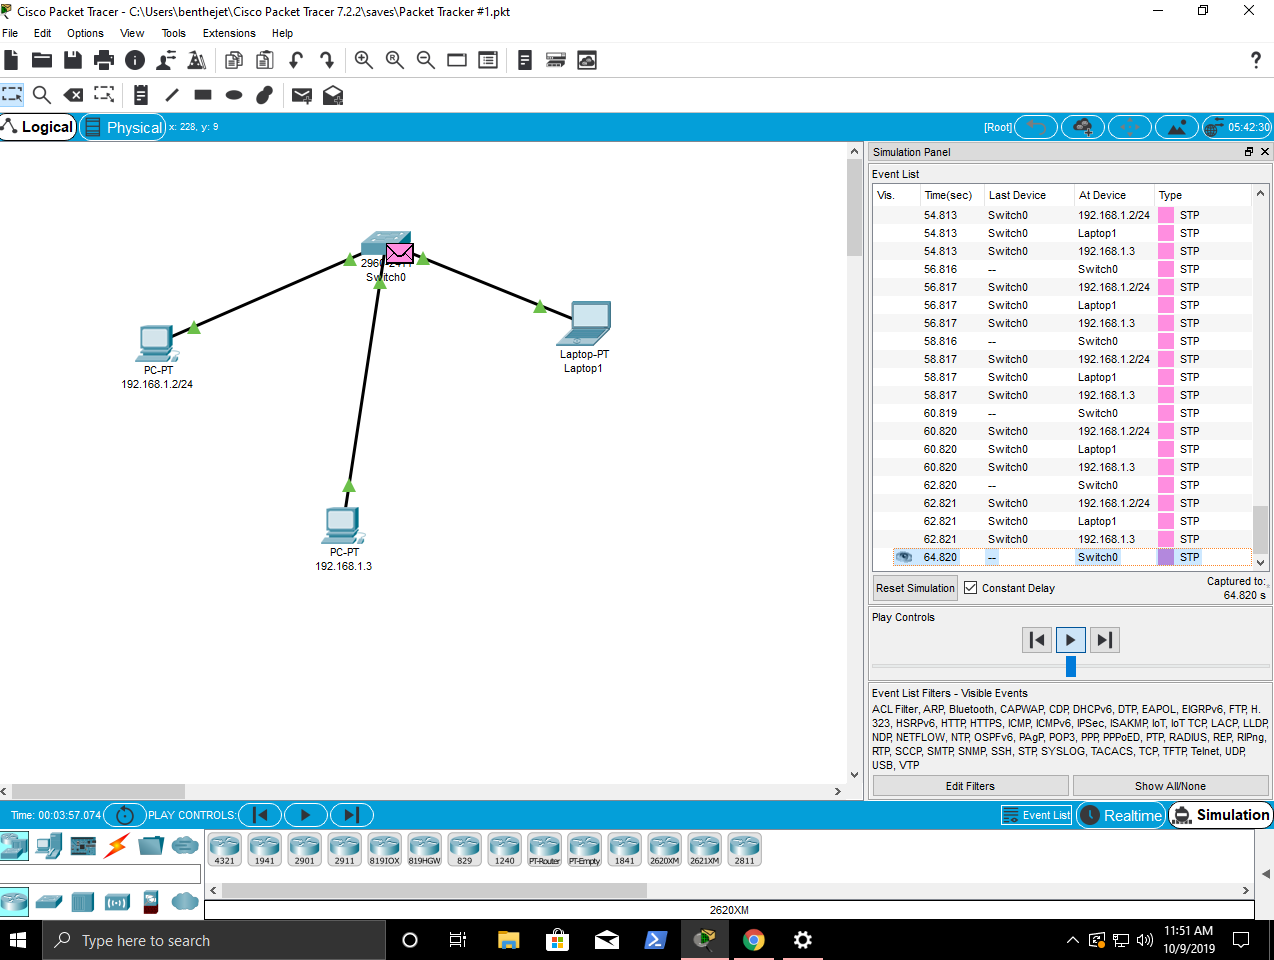 Cisco Packet Tracer - C:\Users\benthejet\Cisco Packet Tracer 7.2.2\saves\Packet Tracker #1.pkt
File Edit Options View Tools Extensions Help
?
Logical Physical x: 228, y: 9 [Root] 05:42:30
Simulation Panel
Event List
Vis. Time(sec) Last Device At Device Type
54.813 Switch0 192.168.1.2/24 STP
54.813 Switch0 Laptop1 STP
54.813 Switch0 192.168.1.3 STP
56.816 -- Switch0 STP
56.817 Switch0 192.168.1.2/24 STP
56.817 Switch0 Laptop1 STP
56.817 Switch0 192.168.1.3 STP
58.816 -- Switch0 STP
58.817 Switch0 192.168.1.2/24 STP
58.817 Switch0 Laptop1 STP
58.817 Switch0 192.168.1.3 STP
60.819 -- Switch0 STP
60.820 Switch0 192.168.1.2/24 STP
60.820 Switch0 Laptop1 STP
60.820 Switch0 192.168.1.3 STP
62.820 -- Switch0 STP
62.821 Switch0 192.168.1.2/24 STP
62.821 Switch0 Laptop1 STP
62.821 Switch0 192.168.1.3 STP
64.820 -- Switch0 STP
Reset Simulation Constant Delay Captured to:
64.820 s
Play Controls
Event List Filters - Visible Events
ACL Filter, ARP, Bluetooth, CAPWAP, CDP, DHCPv6, DTP, EAPOL, EIGRPv6, FTP, H.
323, HSRPv6, HTTP, HTTPS, ICMP, ICMPv6, IPSec, ISAKMP, IoT, IoT TCP, LACP, LLDP,
NDP, NETFLOW, NTP, OSPFv6, PAgP, POP3, PPP, PPPoED, PTP, RADIUS, REP, RIPng,
RTP, SCCP, SMTP, SNMP, SSH, STP, SYSLOG, TACACS, TCP, TFTP, Telnet, UDP,
USB, VTP
Edit Filters Show All/None
Switch0
PC-PT
192.168.1.2/24
Laptop-PT
Laptop1
PC-PT
192.168.1.3
Time: 00:03:57.074 PLAY CONTROLS: Event List Realtime Simulation
4321 1941 2901 2911 819IOX 819HGW 829 1240 PT-Router PT-Empty 1841 2620XM 2621XM 2811
2620XM
Type here to search
11:51 AM
10/9/2019